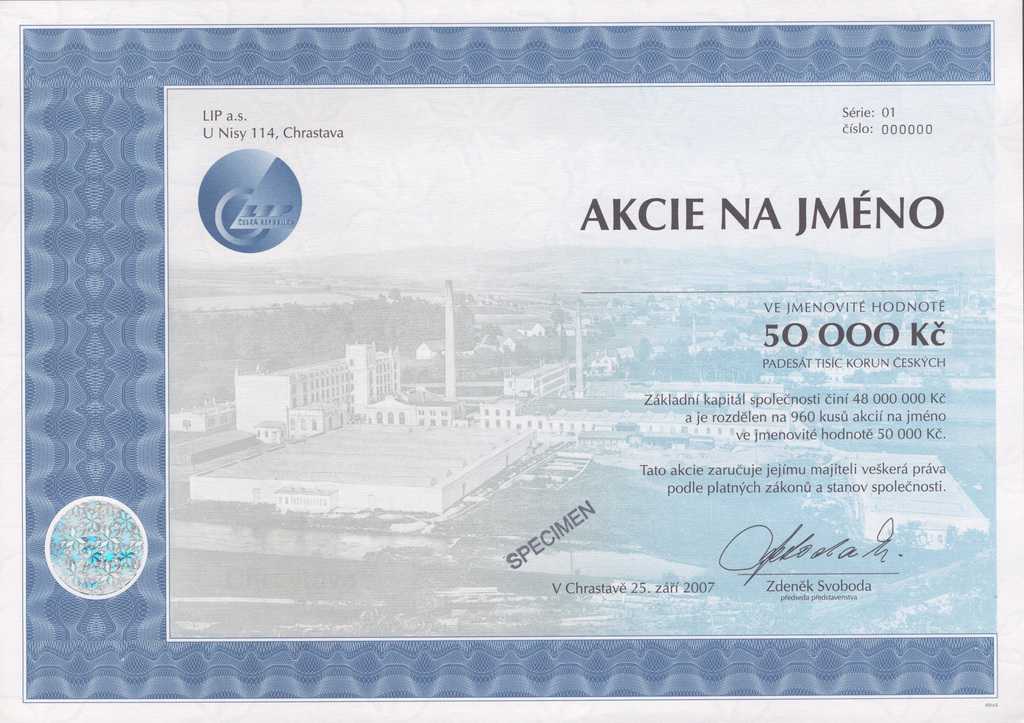 LIP a.s.
U Nisy 114, Chrastava
Série: 01
číslo: 000000
LIP
ČESKÁ REPUBLIKA
AKCIE NA JMÉNO
VE JMENOVITÉ HODNOTĚ
50 000 Kč
PADESÁT TISÍC KORUN ČESKÝCH
Základní kapitál společnosti činí 48 000 000 Kč
a je rozdělen na 960 kusů akcií na jméno
ve jmenovité hodnotě 50 000 Kč.
Tato akcie zaručuje jejímu majiteli veškerá práva
podle platných zákonů a stanov společnosti.
SPECIMEN
V Chrastavě 25. září 2007
Zdeněk Svoboda
předseda představenstva